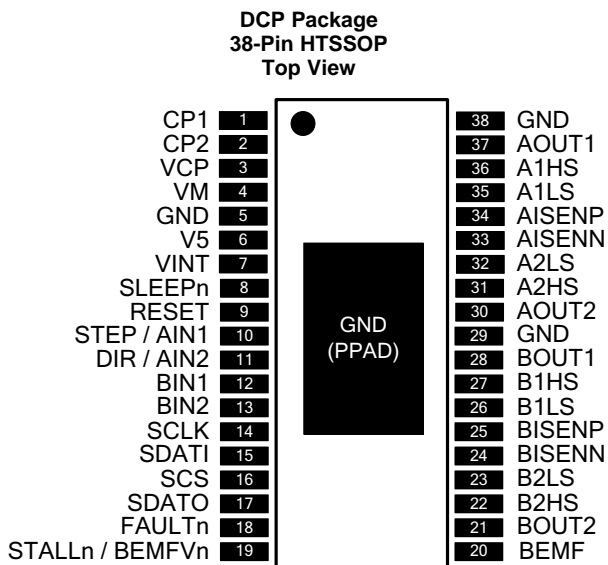 DCP Package
38-Pin HTSSOP
Top View
CP1 1 38 GND
CP2 2 37 AOUT1
VCP 3 36 A1HS
VM 4 35 A1LS
GND 5 34 AISENP
V5 6 33 AISENN
VINT 7 32 A2LS
SLEEPn 8 31 A2HS
RESET 9 30 AOUT2
STEP / AIN1 10 29 GND
DIR / AIN2 11 28 BOUT1
BIN1 12 27 B1HS
BIN2 13 26 B1LS
SCLK 14 25 BISENP
SDATI 15 24 BISENN
SCS 16 23 B2LS
SDATO 17 22 B2HS
FAULTn 18 21 BOUT2
STALLn / BEMFVn 19 20 BEMF
GND
(PPAD)